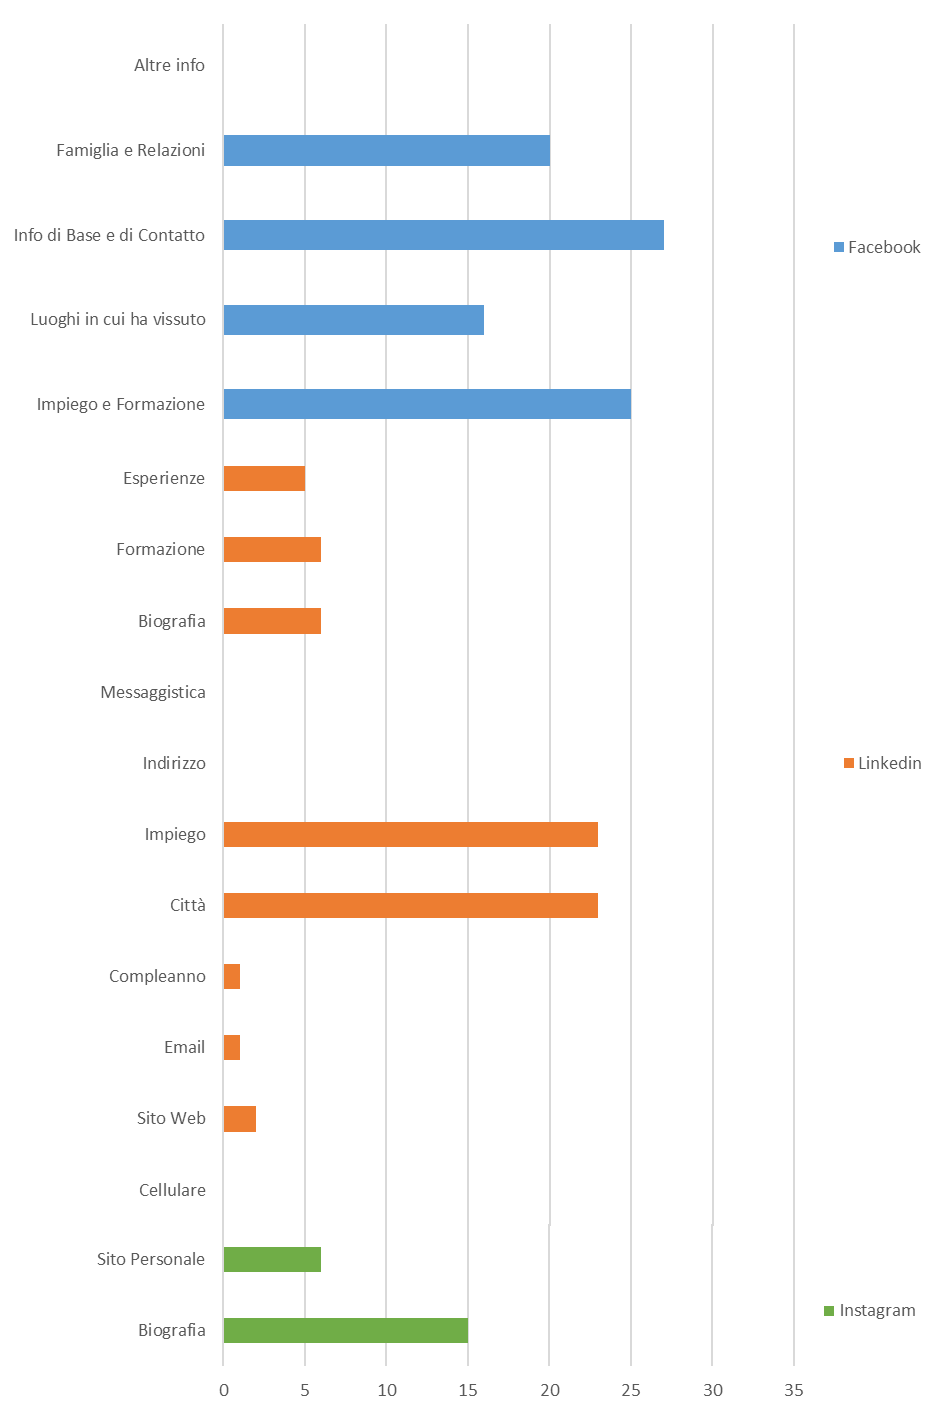 Altre info
Famiglia e Relazioni
Info di Base e di Contatto
Facebook
Luoghi in cui ha vissuto
Impiego e Formazione
Esperienze
Formazione
Biografia
Messaggistica
Indirizzo
Linkedin
Impiego
Città
Compleanno
Email
Sito Web
Cellulare
Sito Personale
Instagram
Biografia
0 5 10 15 20 25 30 35